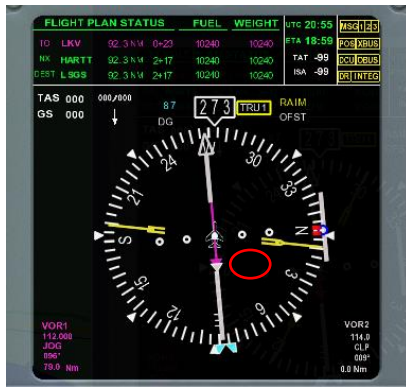 FLIGHT PLAN STATUS FUEL WEIGHT UTC 20:55 MSG 1 2 3
TO LKV 92.3 NM 0+23 10240 10240 ETA 18:59 POS XBUS
NX HARTT 92.3 NM 2+17 10240 10240 TAT -99 DCU DBUS
DEST LSGS 92.3 NM 2+17 10240 10240 ISA -99 DR INTEG
TAS 000 000/000 87 273 TRU1 RAIM
GS 000 DG OFST
24 30
21 33
S N
15 3
12 6
E
VOR1 VOR2
112.000 114.0
JOG CLP
096° 009°
79.0 Nm 0.0 Nm